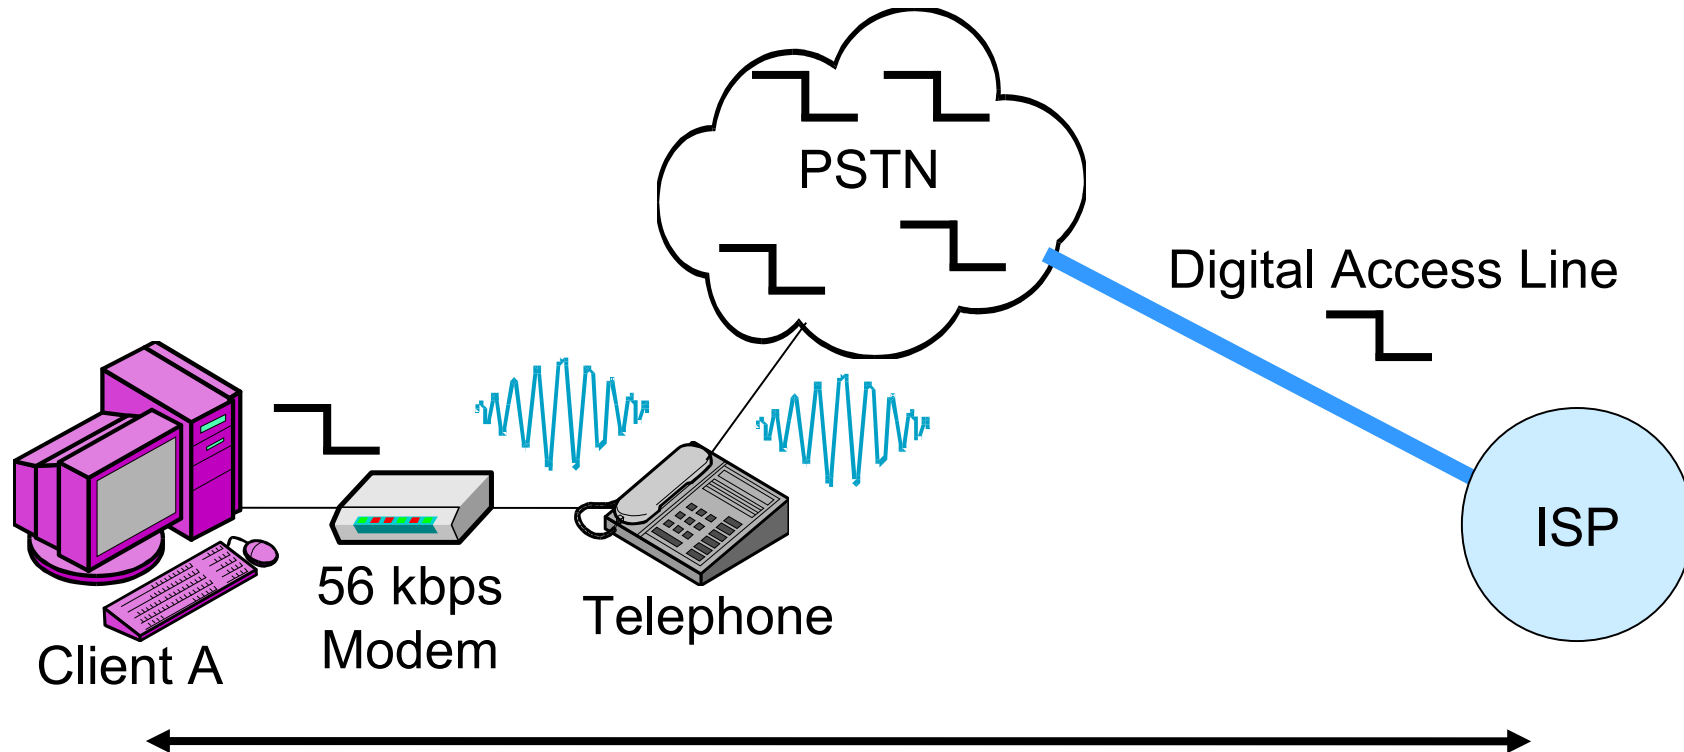 PSTN
Digital Access Line
ISP
56 kbps
Modem
Telephone
Client A